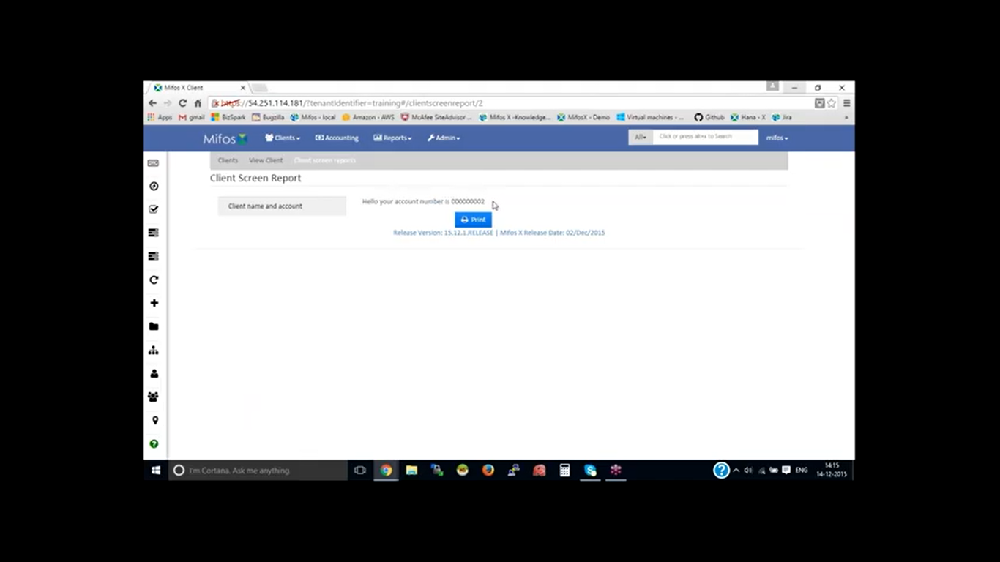 Mifos X Client
https://54.251.114.181/?tenantIdentifier=training#/clientscreenreport/2
Apps gmail BizSpark Bugzilla Mifos - local Amazon - AWS McAfee SiteAdvisor ... Mifos X -Knowledge... MifosX - Demo Virtual machines - ... Github Hana - X Jira »
Mifos Clients Accounting Reports Admin All Click or press alt+x to Search mifos
Clients View Client Client screen reports
Client Screen Report
Client name and account
Hello your account number is 000000002
Print
Release Version: 15.12.1.RELEASE | Mifos X Release Date: 02/Dec/2015
I'm Cortana. Ask me anything
ENG
14:15
14-12-2015